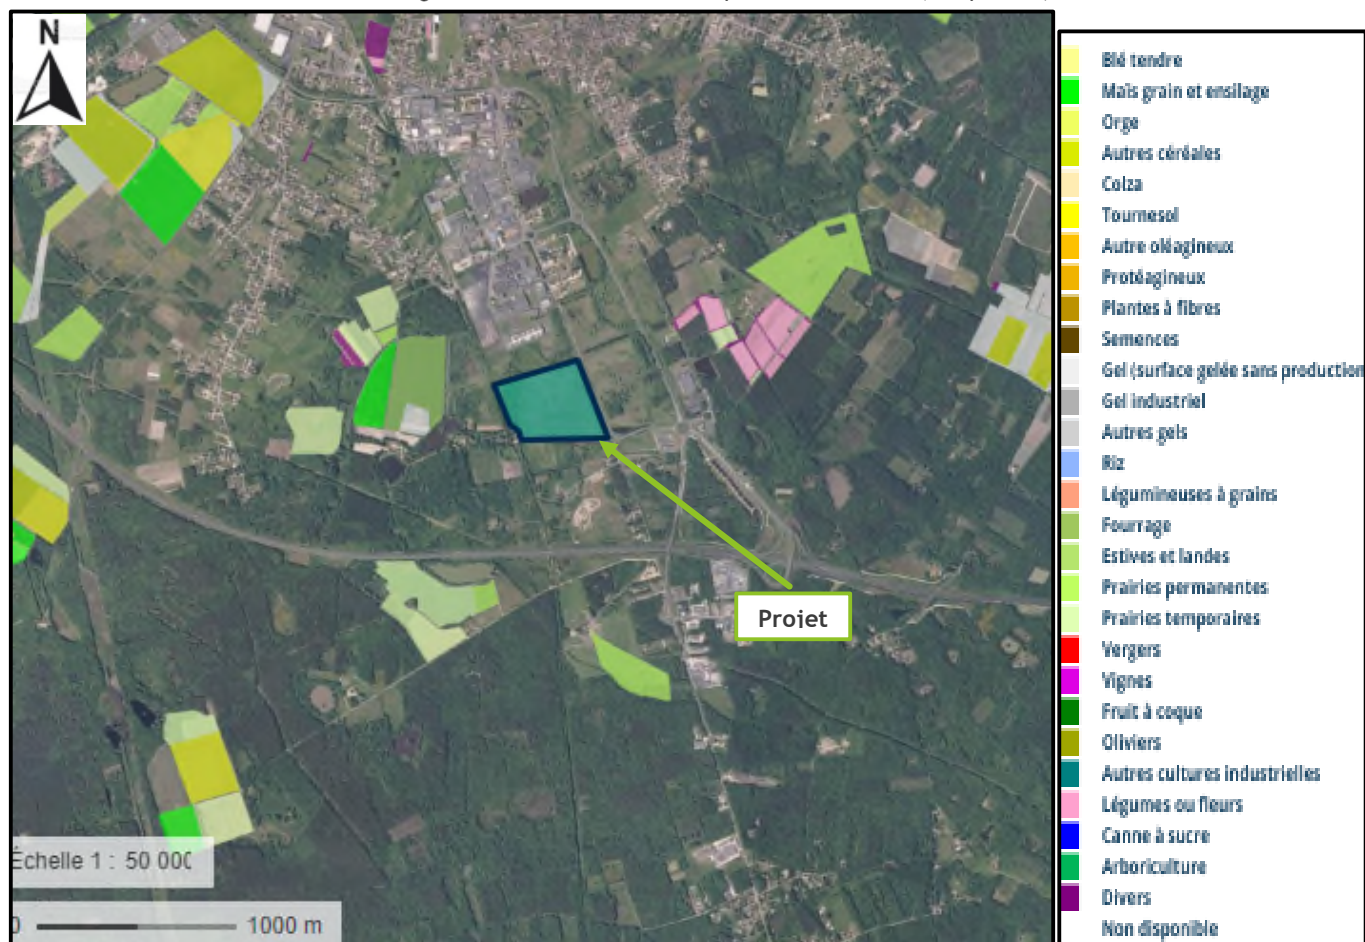 N
Projet
Échelle 1 : 50 000
0 1000 m
Blé tendre
Maïs grain et ensilage
Orge
Autres céréales
Colza
Tournesol
Autre oléagineux
Protéagineux
Plantes à fibres
Semences
Gel (surface gelée sans production
Gel industriel
Autres gels
Riz
Légumineuses à grains
Fourrage
Estives et landes
Prairies permanentes
Prairies temporaires
Vergers
Vignes
Fruit à coque
Oliviers
Autres cultures industrielles
Légumes ou fleurs
Canne à sucre
Arboriculture
Divers
Non disponible